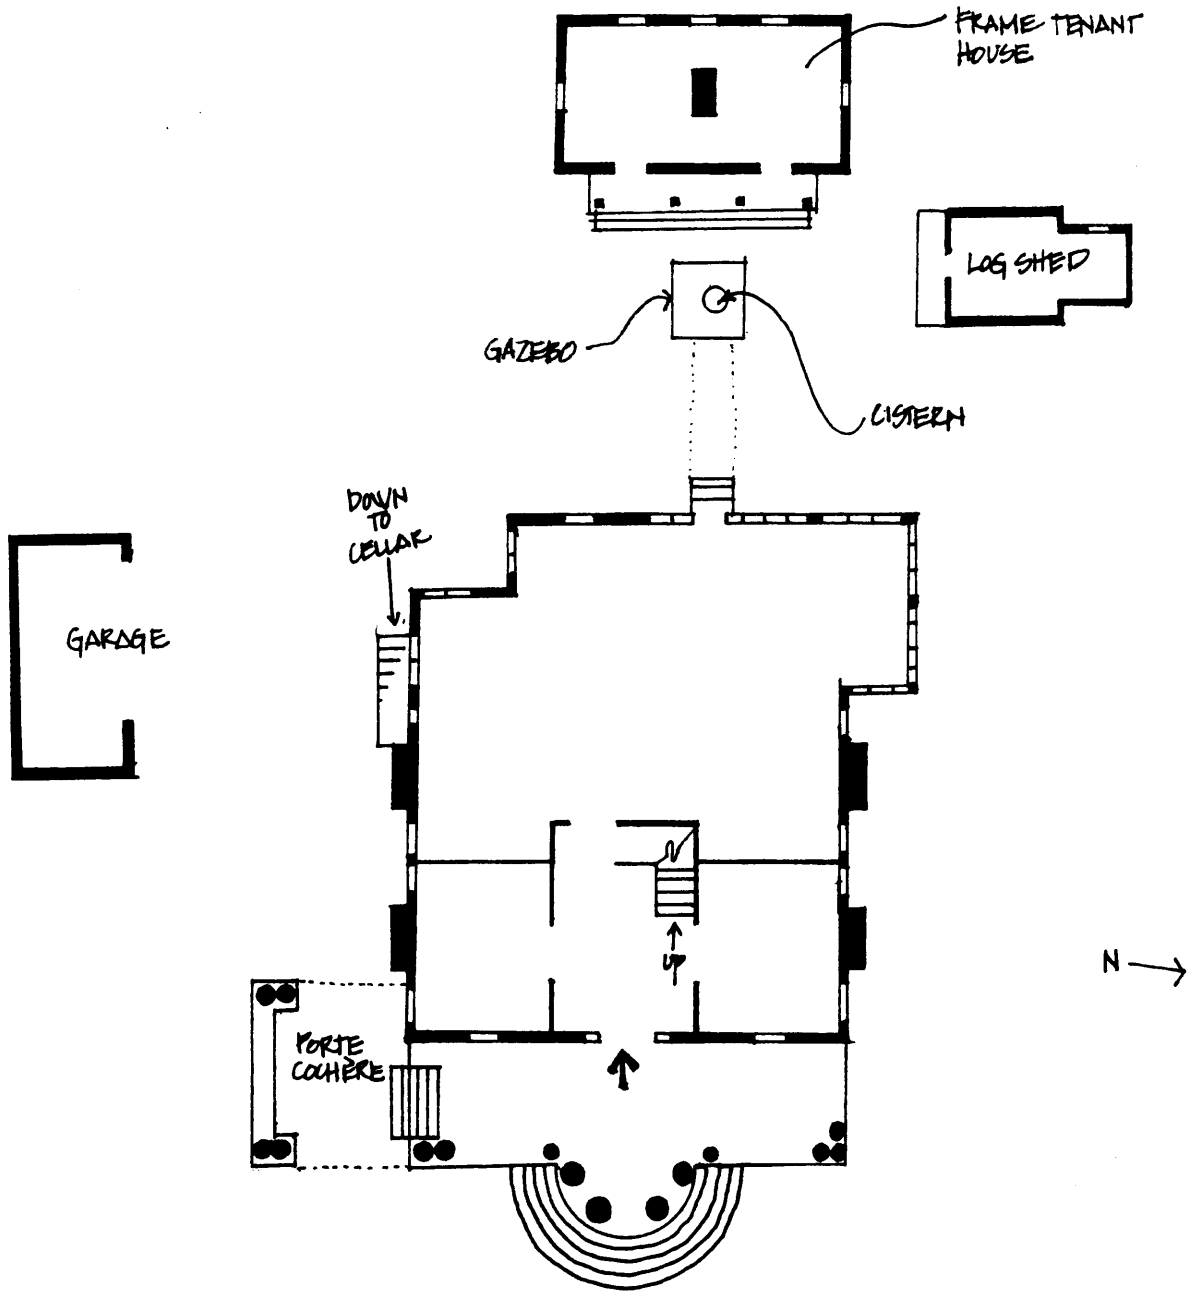 FRAME TENANT
HOUSE
LOG SHED
GAZEBO
CISTERN
DOWN
TO
CELLAR
GARAGE
UP
N
PORTE
COCHÈRE